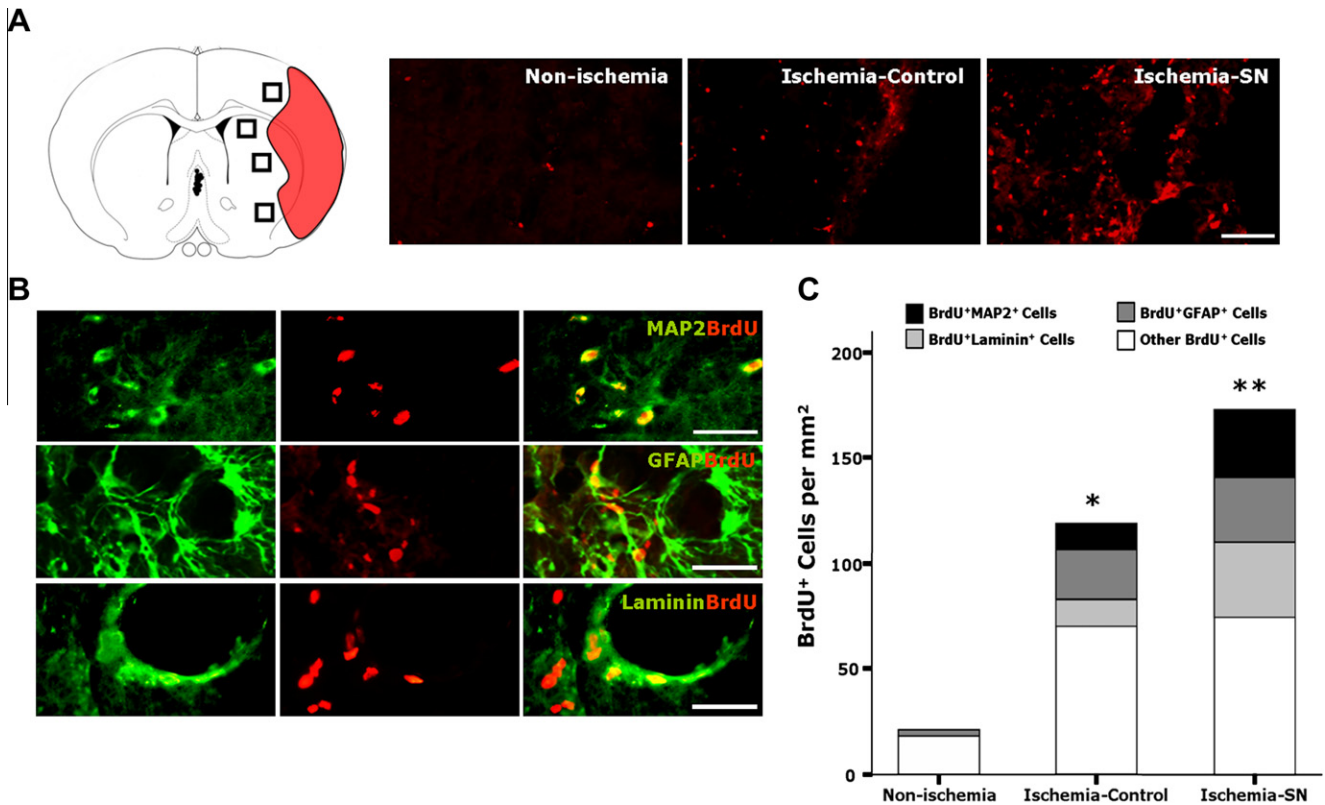 A
Non-ischemia
Ischemia-Control
Ischemia-SN
B
MAP2BrdU
GFAPBrdU
LamininBrdU
C
BrdU⁺MAP2⁺ Cells
BrdU⁺GFAP⁺ Cells
BrdU⁺Laminin⁺ Cells
Other BrdU⁺ Cells
BrdU⁺ Cells per mm²
200
150
100
50
0
*
**
Non-ischemia
Ischemia-Control
Ischemia-SN